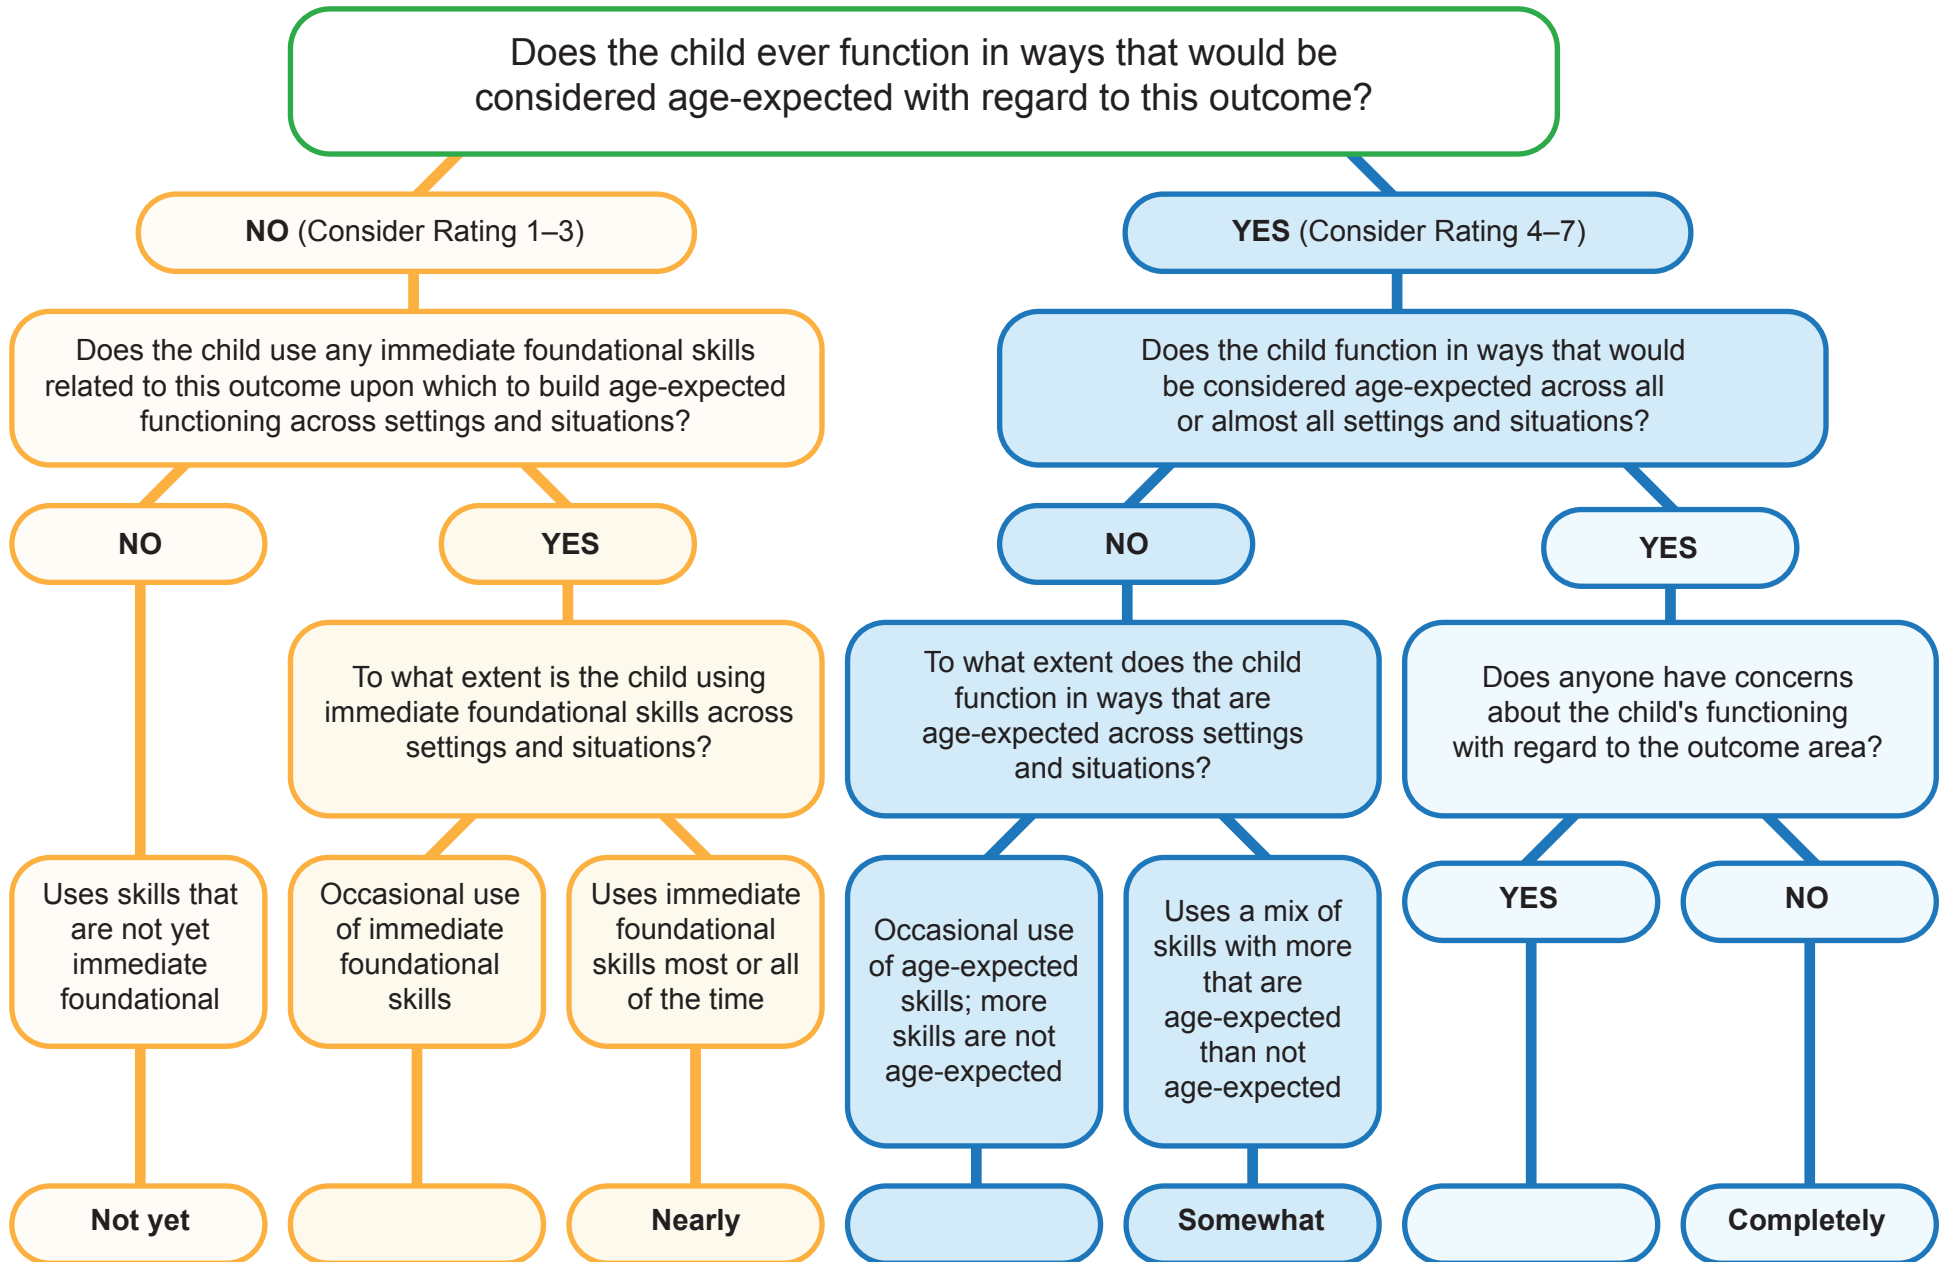 Does the child ever function in ways that would be
considered age-expected with regard to this outcome?
NO (Consider Rating 1–3)
YES (Consider Rating 4–7)
Does the child use any immediate foundational skills
related to this outcome upon which to build age-expected
functioning across settings and situations?
Does the child function in ways that would
be considered age-expected across all
or almost all settings and situations?
NO
YES
NO
YES
To what extent is the child using
immediate foundational skills across
settings and situations?
To what extent does the child
function in ways that are
age-expected across settings
and situations?
Does anyone have concerns
about the child's functioning
with regard to the outcome area?
Uses skills that
are not yet
immediate
foundational
Occasional use
of immediate
foundational
skills
Uses immediate
foundational
skills most or all
of the time
Occasional use
of age-expected
skills; more
skills are not
age-expected
Uses a mix of
skills with more
that are
age-expected
than not
age-expected
YES
NO
Not yet
Nearly
Somewhat
Completely